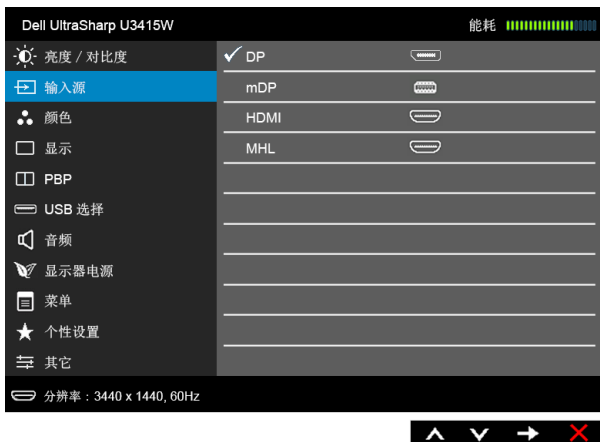 Dell UltraSharp U3415W 能耗
亮度 / 对比度
✓ DP
输入源
mDP
颜色
HDMI
显示
MHL
PBP
USB 选择
音频
显示器电源
菜单
个性设置
其它
分辨率：3440 x 1440, 60Hz